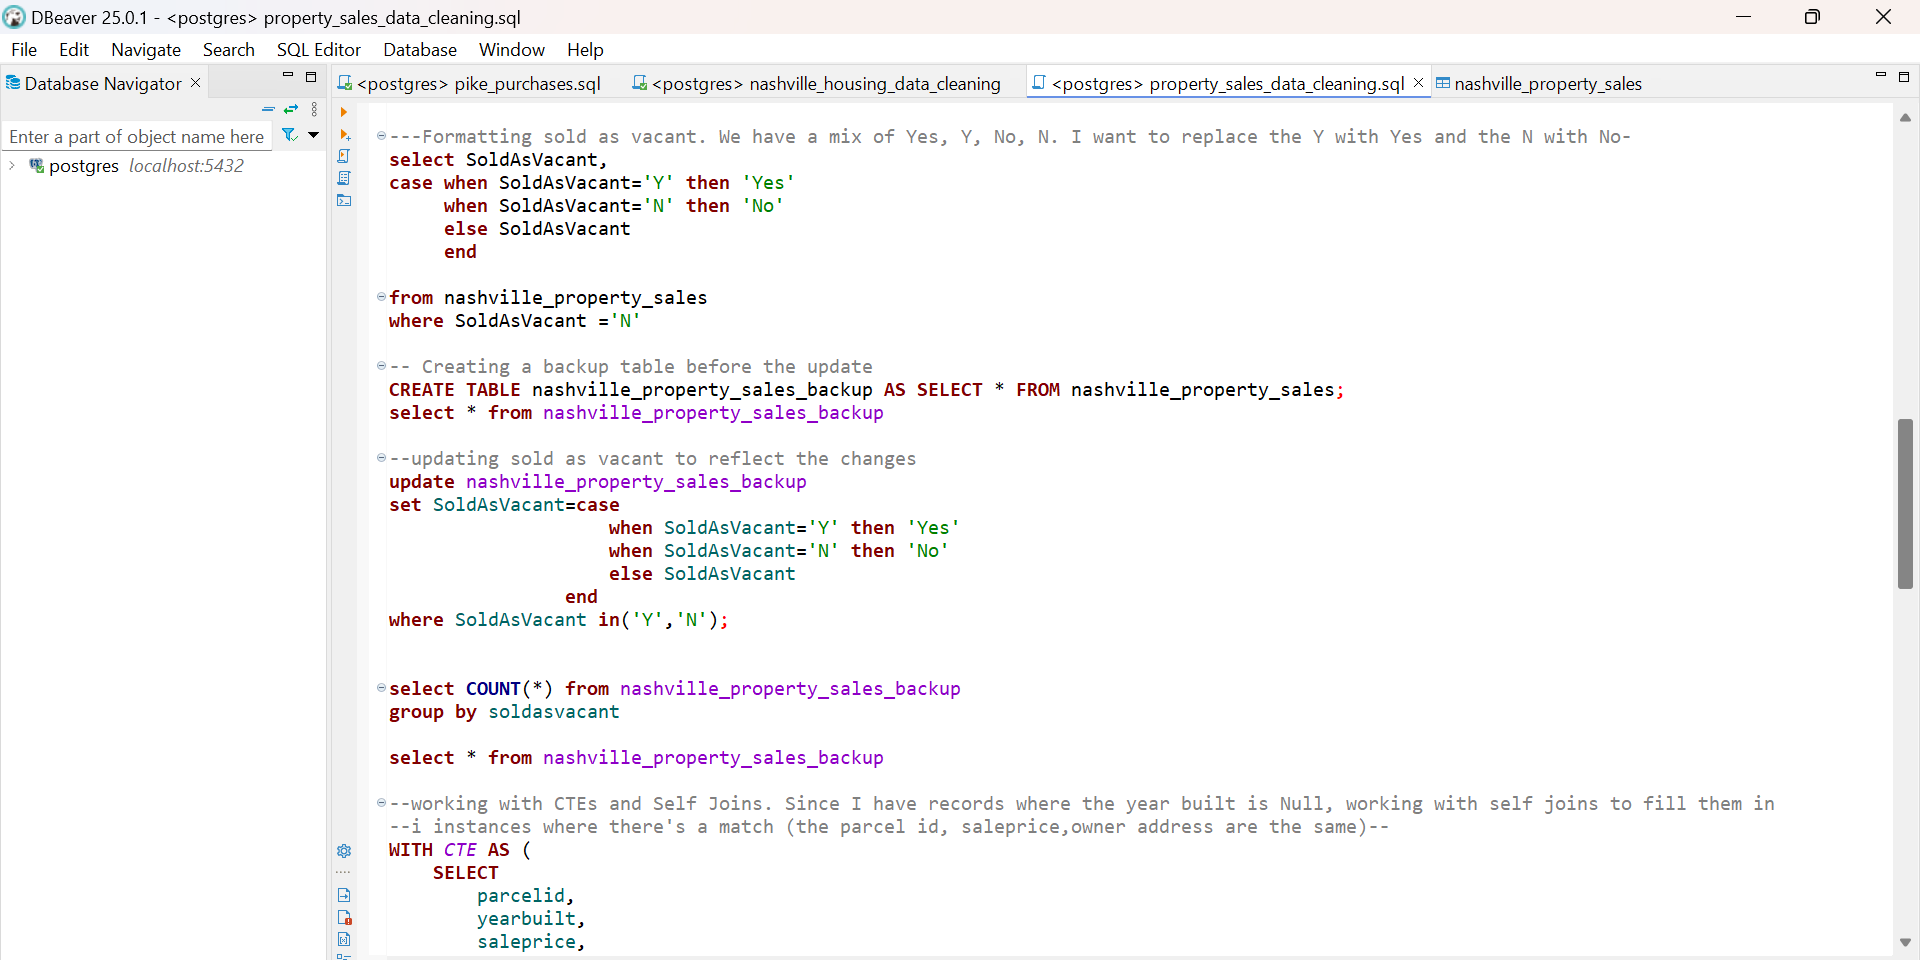 DBeaver 25.0.1 - <postgres> property_sales_data_cleaning.sql
File Edit Navigate Search SQL Editor Database Window Help
Database Navigator
<postgres> pike_purchases.sql
<postgres> nashville_housing_data_cleaning
<postgres> property_sales_data_cleaning.sql
nashville_property_sales
Enter a part of object name here
postgres localhost:5432
---Formatting sold as vacant. We have a mix of Yes, Y, No, N. I want to replace the Y with Yes and the N with No-
select SoldAsVacant,
case when SoldAsVacant='Y' then 'Yes'
     when SoldAsVacant='N' then 'No'
     else SoldAsVacant
     end
from nashville_property_sales
where SoldAsVacant ='N'
-- Creating a backup table before the update
CREATE TABLE nashville_property_sales_backup AS SELECT * FROM nashville_property_sales;
select * from nashville_property_sales_backup
--updating sold as vacant to reflect the changes
update nashville_property_sales_backup
set SoldAsVacant=case
                    when SoldAsVacant='Y' then 'Yes'
                    when SoldAsVacant='N' then 'No'
                    else SoldAsVacant
                end
where SoldAsVacant in('Y','N');
select COUNT(*) from nashville_property_sales_backup
group by soldasvacant
select * from nashville_property_sales_backup
--working with CTEs and Self Joins. Since I have records where the year built is Null, working with self joins to fill them in
--i instances where there's a match (the parcel id, saleprice,owner address are the same)--
WITH CTE AS (
    SELECT
        parcelid,
        yearbuilt,
        saleprice,